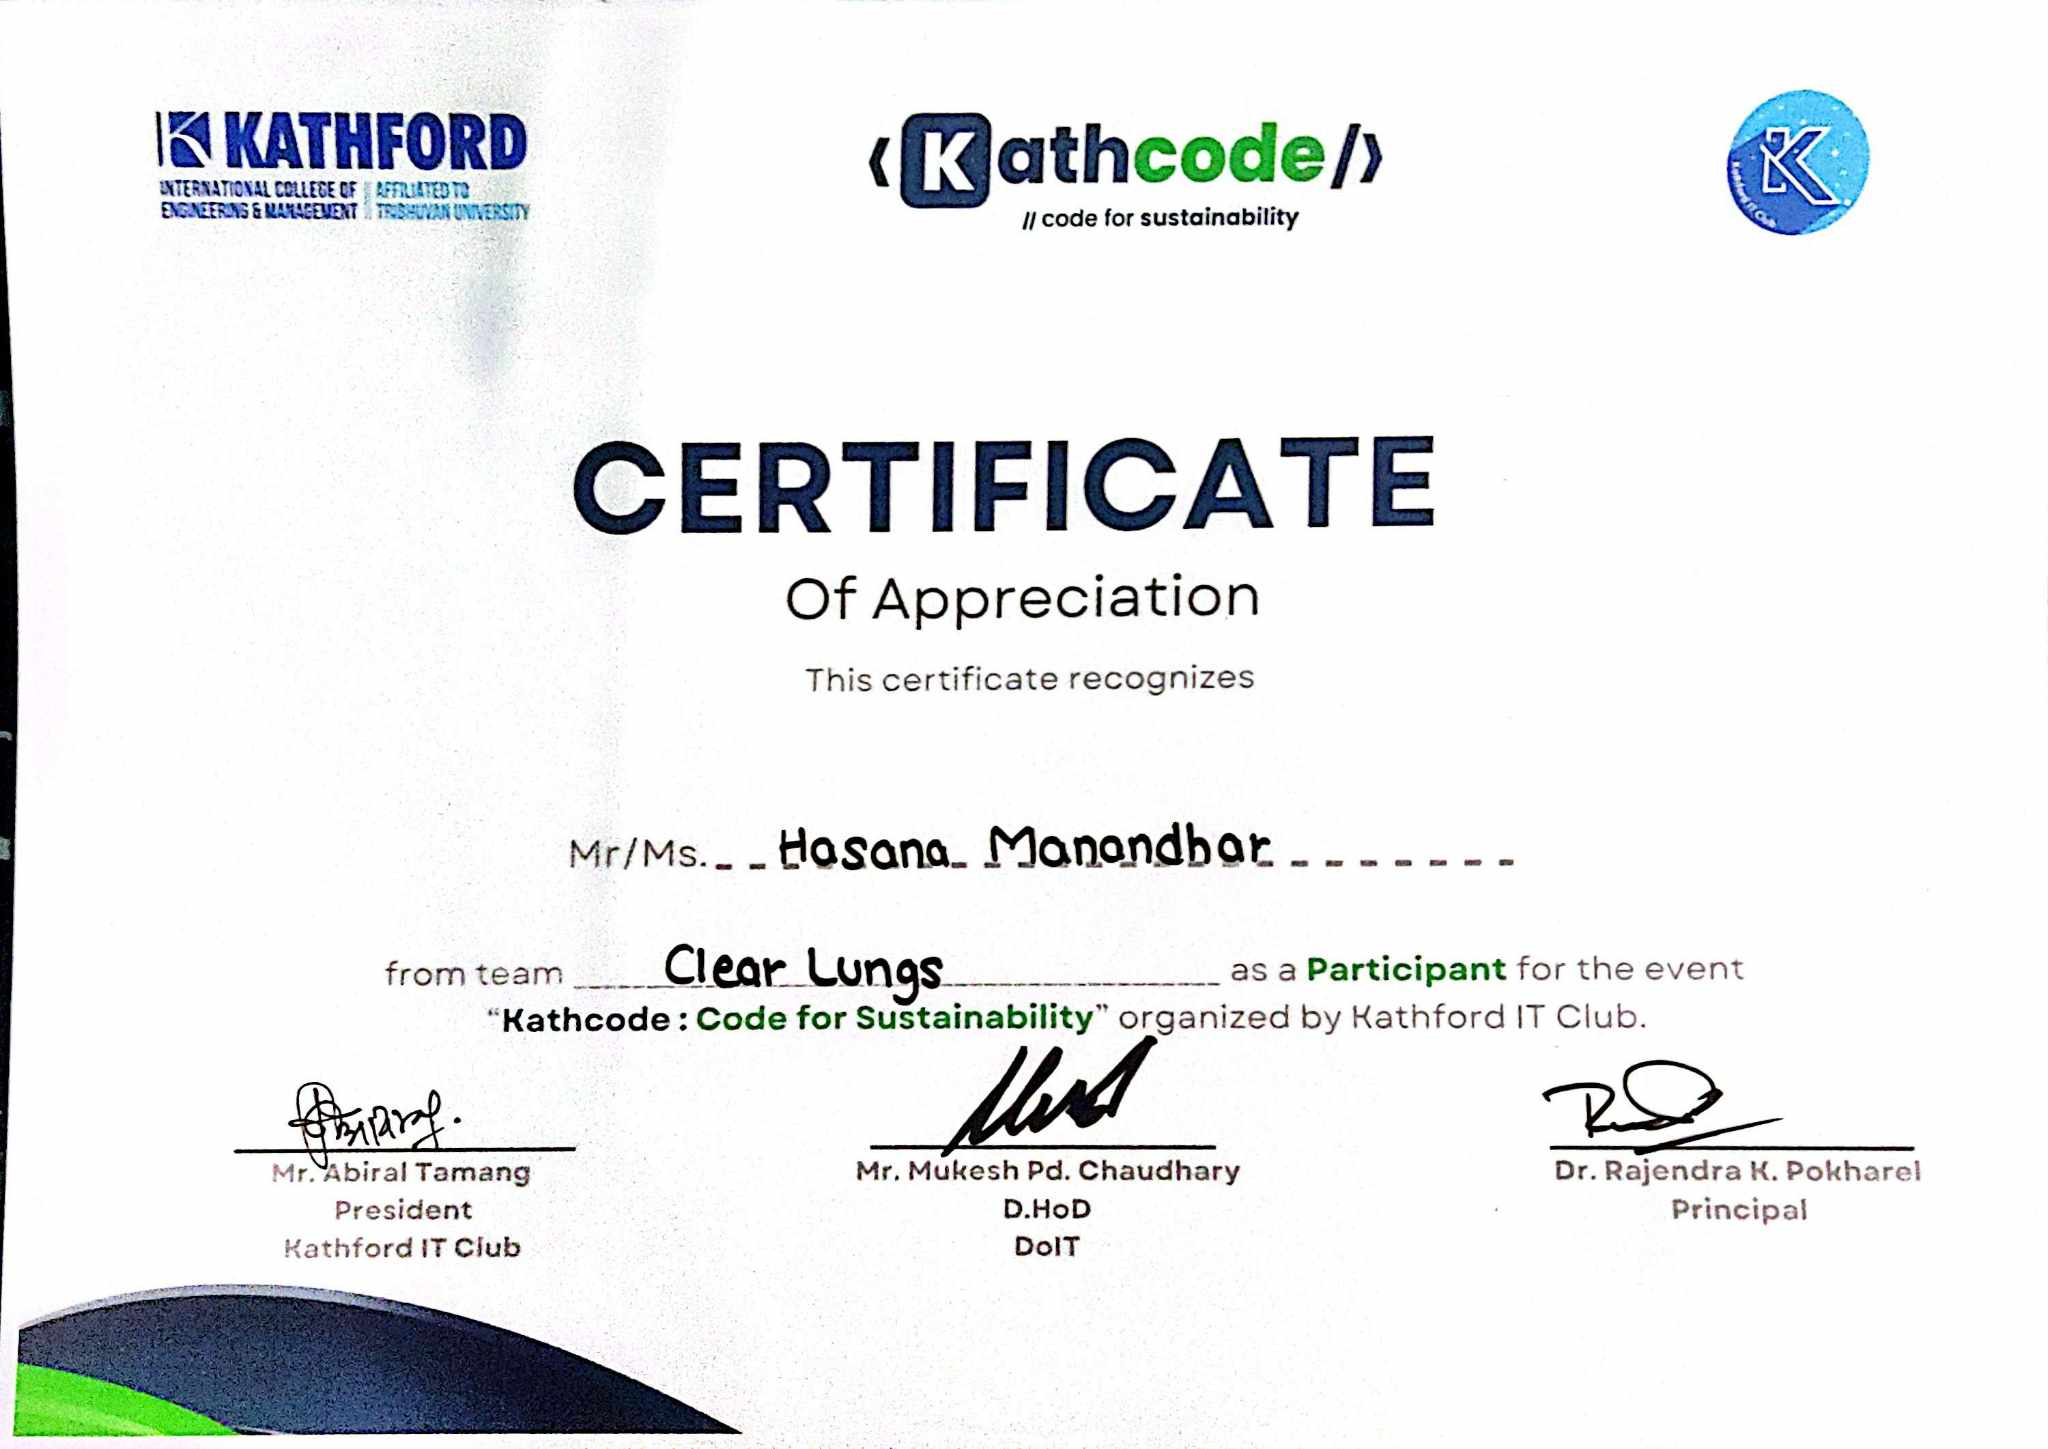 KATHFORD
INTERNATIONAL COLLEGE OF
ENGINEERING & MANAGEMENT
AFFILIATED TO
TRIBHUVAN UNIVERSITY
<Kathcode/>
// code for sustainability
K
Kathford IT Club
CERTIFICATE
Of Appreciation
This certificate recognizes
Mr/Ms. Hasana Manandhar
from team Clear Lungs as a Participant for the event
“Kathcode : Code for Sustainability” organized by Kathford IT Club.
Mr. Abiral Tamang
President
Kathford IT Club
Mr. Mukesh Pd. Chaudhary
D.HoD
DoIT
Dr. Rajendra K. Pokharel
Principal